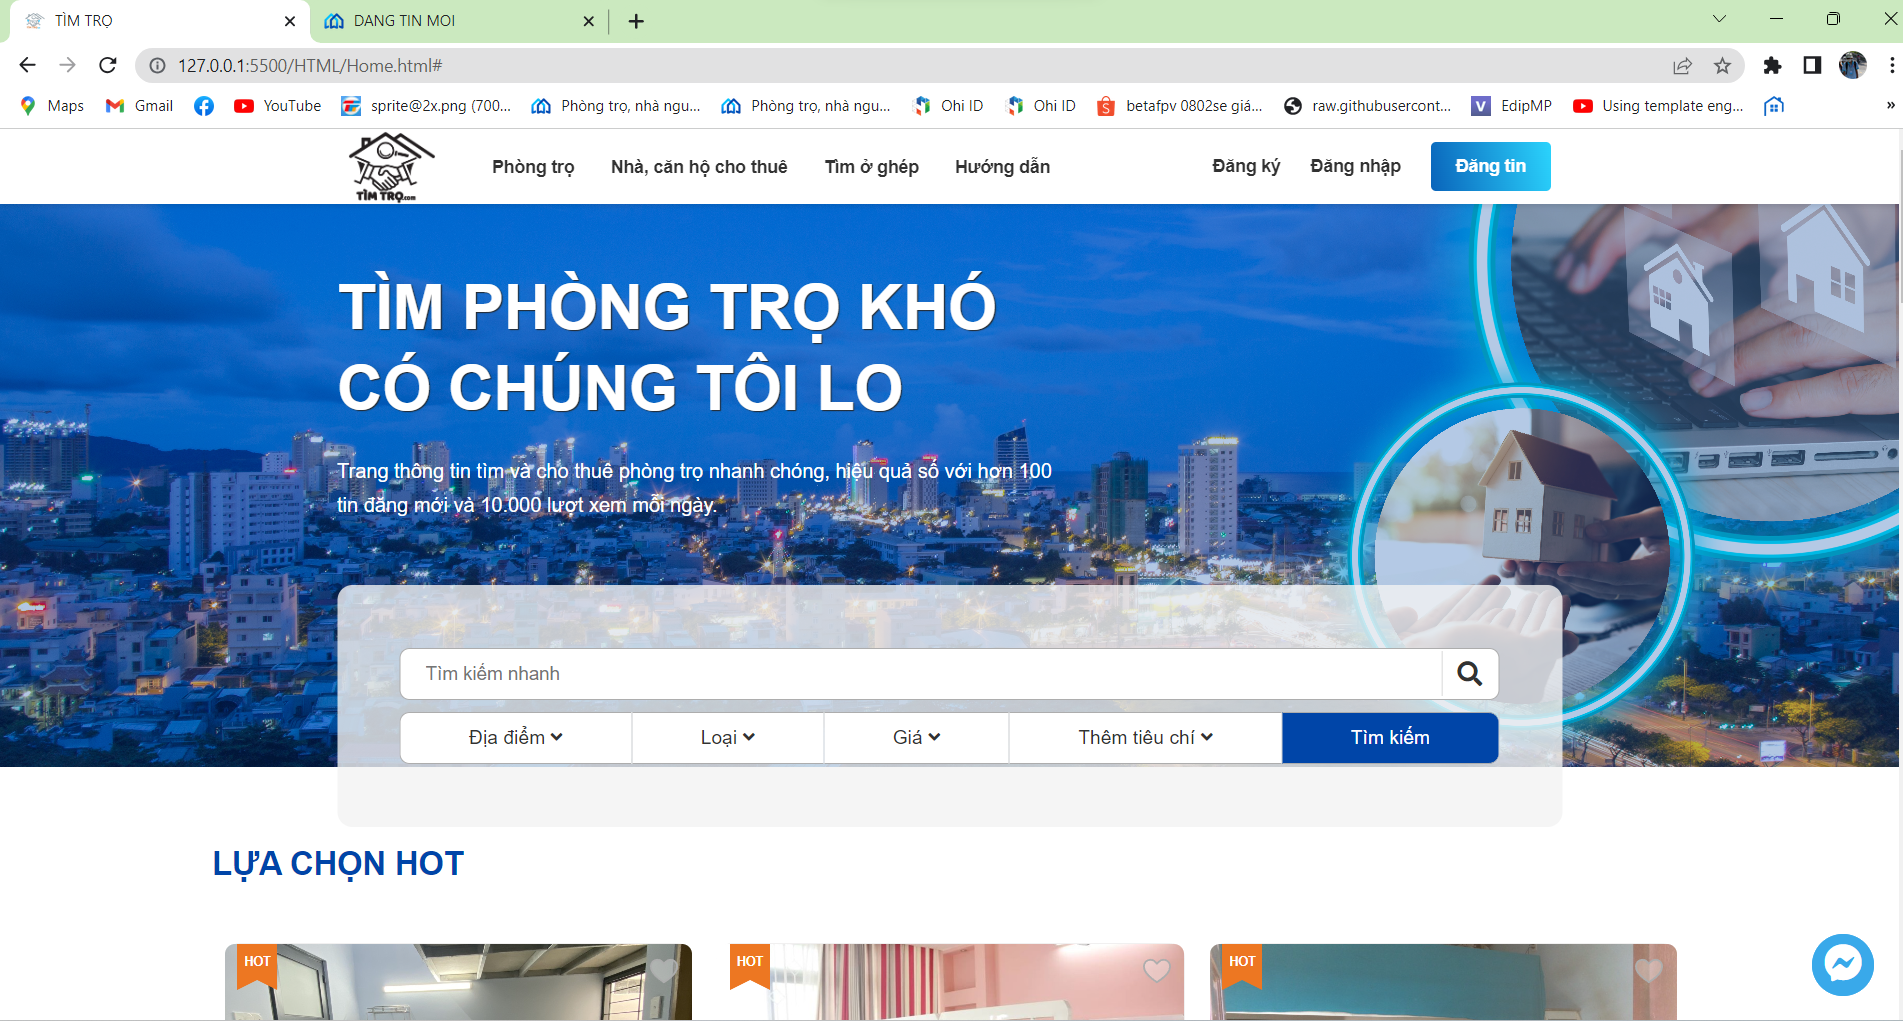 TÌM TRỌ
DANG TIN MOI
127.0.0.1:5500/HTML/Home.html#
Maps Gmail YouTube sprite@2x.png (700... Phòng trọ, nhà ngu... Phòng trọ, nhà ngu... Ohi ID Ohi ID betafpv 0802se giá... raw.githubusercont... EdipMP Using template eng... »
TÌM TRỌ.com
Phòng trọ Nhà, căn hộ cho thuê Tìm ở ghép Hướng dẫn Đăng ký Đăng nhập Đăng tin
TÌM PHÒNG TRỌ KHÓ
CÓ CHÚNG TÔI LO
Trang thông tin tìm và cho thuê phòng trọ nhanh chóng, hiệu quả số với hơn 100
tin đăng mới và 10.000 lượt xem mỗi ngày.
Tìm kiếm nhanh
Địa điểm Loại Giá Thêm tiêu chí Tìm kiếm
LỰA CHỌN HOT
HOT HOT HOT